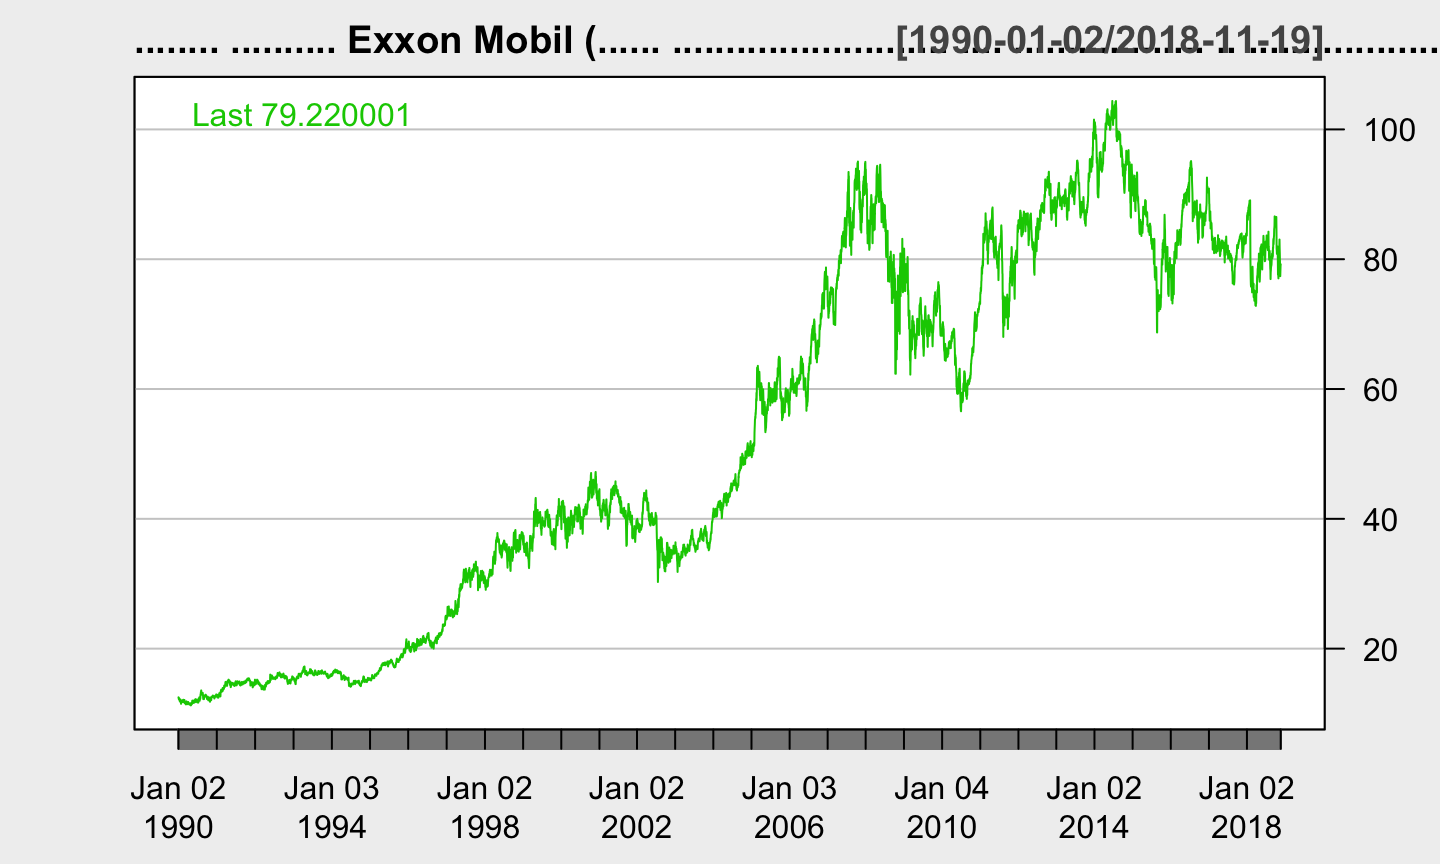 ........ .......... Exxon Mobil (...... [1990-01-02/2018-11-19]
Last 79.220001
100
80
60
40
20
Jan 02 1990
Jan 03 1994
Jan 02 1998
Jan 02 2002
Jan 03 2006
Jan 04 2010
Jan 02 2014
Jan 02 2018